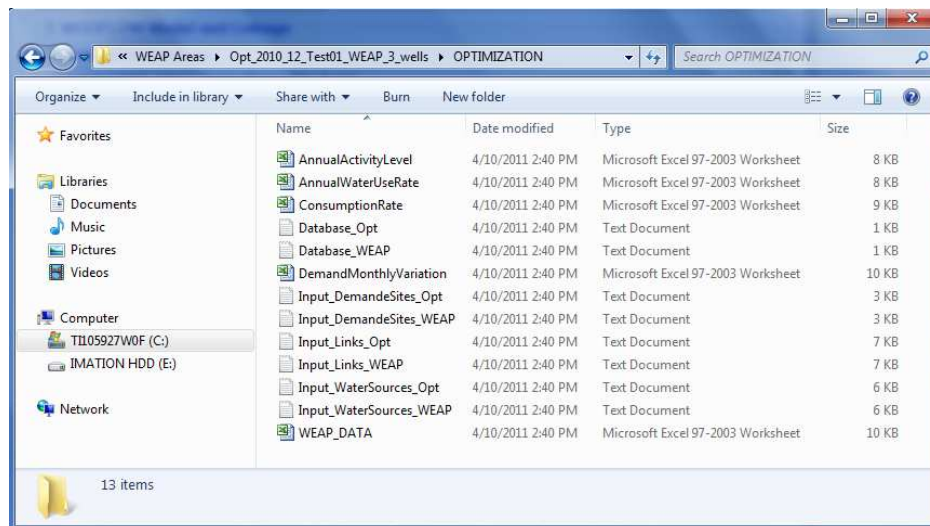 « WEAP Areas ▸ Opt_2010_12_Test01_WEAP_3_wells ▸ OPTIMIZATION Search OPTIMIZATION
Organize Include in library Share with Burn New folder
Favorites
Libraries
Documents
Music
Pictures
Videos
Computer
TI105927W0F (C:)
IMATION HDD (E:)
Network
Name Date modified Type Size
AnnualActivityLevel 4/10/2011 2:40 PM Microsoft Excel 97-2003 Worksheet 8 KB
AnnualWaterUseRate 4/10/2011 2:40 PM Microsoft Excel 97-2003 Worksheet 8 KB
ConsumptionRate 4/10/2011 2:40 PM Microsoft Excel 97-2003 Worksheet 9 KB
Database_Opt 4/10/2011 2:40 PM Text Document 1 KB
Database_WEAP 4/10/2011 2:40 PM Text Document 1 KB
DemandMonthlyVariation 4/10/2011 2:40 PM Microsoft Excel 97-2003 Worksheet 10 KB
Input_DemandeSites_Opt 4/10/2011 2:40 PM Text Document 3 KB
Input_DemandeSites_WEAP 4/10/2011 2:40 PM Text Document 3 KB
Input_Links_Opt 4/10/2011 2:40 PM Text Document 7 KB
Input_Links_WEAP 4/10/2011 2:40 PM Text Document 7 KB
Input_WaterSources_Opt 4/10/2011 2:40 PM Text Document 6 KB
Input_WaterSources_WEAP 4/10/2011 2:40 PM Text Document 6 KB
WEAP_DATA 4/10/2011 2:40 PM Microsoft Excel 97-2003 Worksheet 10 KB
13 items